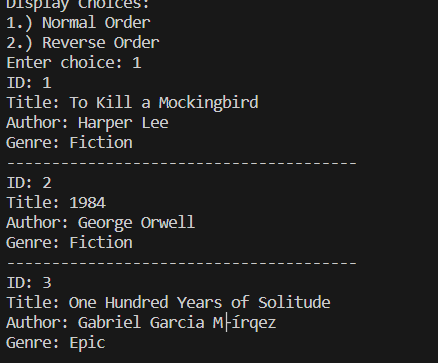 Display Choices:
1.) Normal Order
2.) Reverse Order
Enter choice: 1
ID: 1
Title: To Kill a Mockingbird
Author: Harper Lee
Genre: Fiction
---------------------------------------
ID: 2
Title: 1984
Author: George Orwell
Genre: Fiction
---------------------------------------
ID: 3
Title: One Hundred Years of Solitude
Author: Gabriel Garcia M├írqez
Genre: Epic